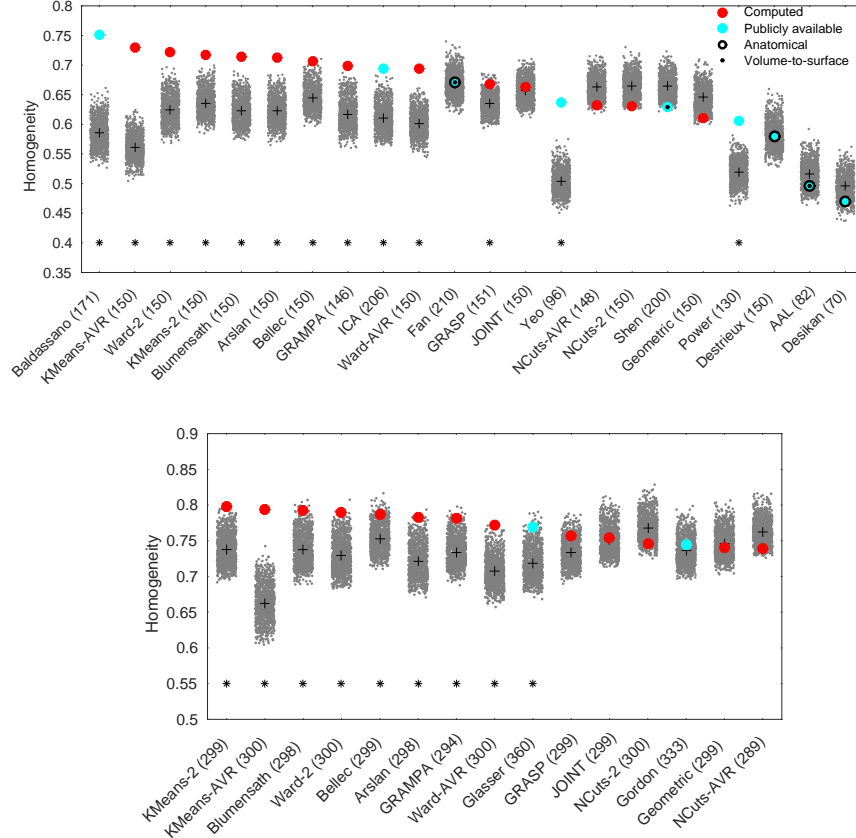 0.8
0.75
0.7
0.65
0.6
0.55
0.5
0.45
0.4
0.35
Homogeneity
Computed
Publicly available
Anatomical
Volume-to-surface
Baldassano (171)
KMeans-AVR (150)
Ward-2 (150)
KMeans-2 (150)
Blumensath (150)
Arslan (150)
Bellec (150)
GRAMPA (146)
ICA (206)
Ward-AVR (150)
Fan (210)
GRASP (151)
JOINT (150)
Yeo (96)
NCuts-AVR (148)
NCuts-2 (150)
Shen (200)
Geometric (150)
Power (130)
Destrieux (150)
AAL (82)
Desikan (70)
0.9
0.85
0.8
0.75
0.7
0.65
0.6
0.55
0.5
Homogeneity
KMeans-2 (299)
KMeans-AVR (300)
Blumensath (298)
Ward-2 (300)
Bellec (299)
Arslan (298)
GRAMPA (294)
Ward-AVR (300)
Glasser (360)
GRASP (299)
JOINT (299)
NCuts-2 (300)
Gordon (333)
Geometric (299)
NCuts-AVR (289)